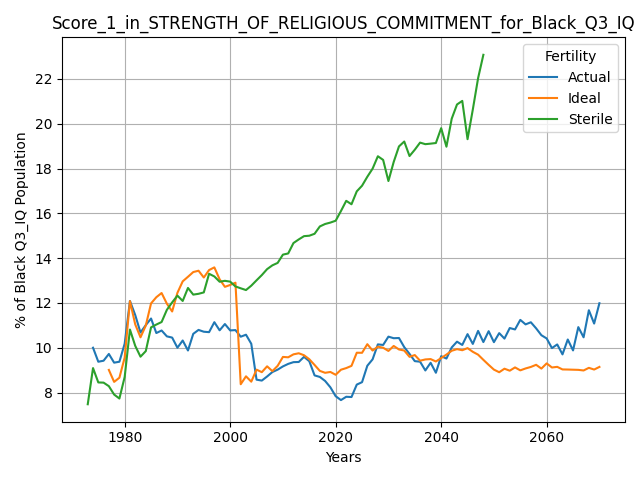 Score_1_in_STRENGTH_OF_RELIGIOUS_COMMITMENT_for_Black_Q3_IQ
Fertility
Actual
Ideal
Sterile
% of Black Q3_IQ Population
22
20
18
16
14
12
10
8
1980
2000
2020
2040
2060
Years